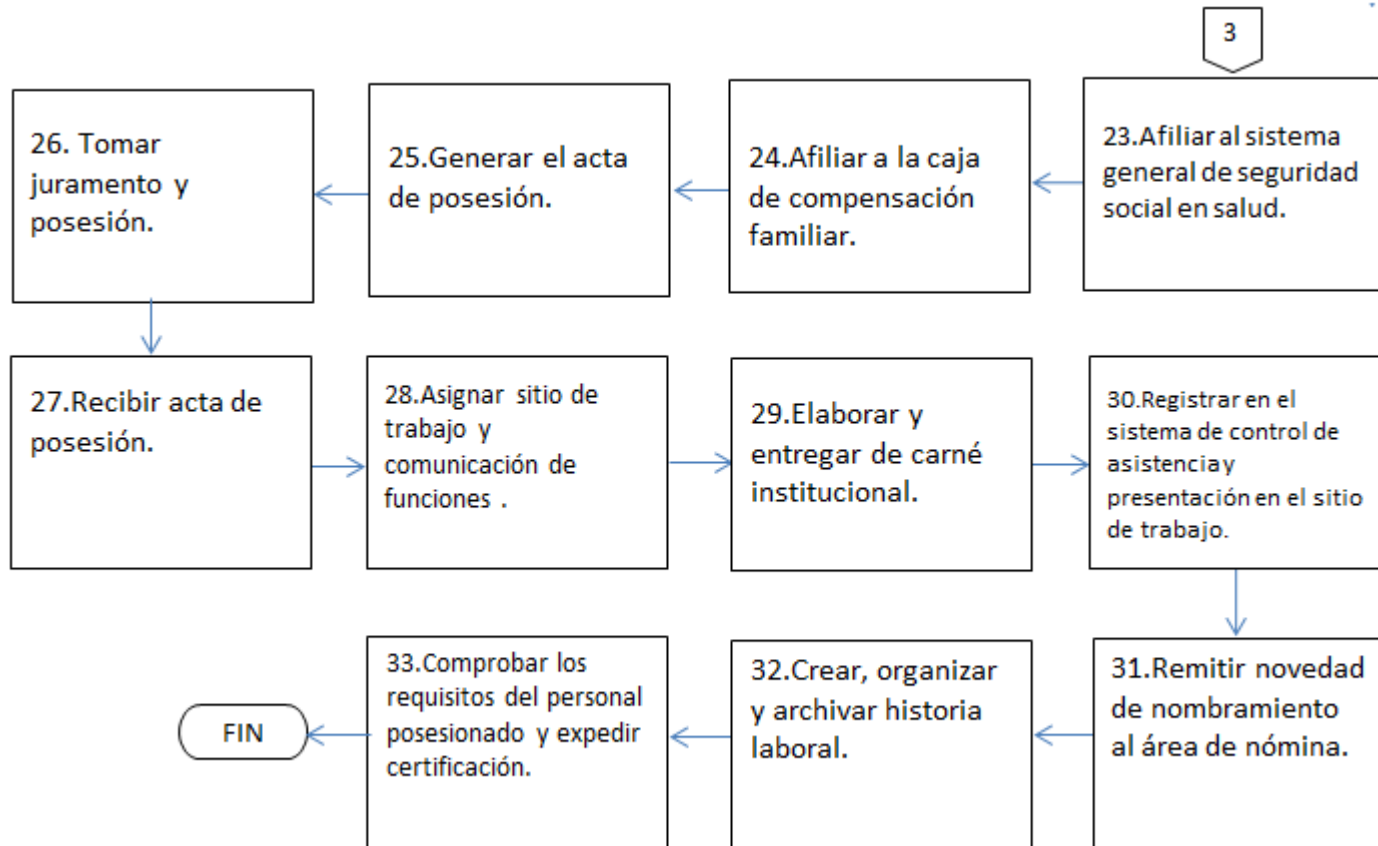 3
23.Afiliar al sistema
general de seguridad
social en salud.
24.Afiliar a la caja
de compensación
familiar.
25.Generar el acta
de posesión.
26. Tomar
juramento y
posesión.
27.Recibir acta de
posesión.
28.Asignar sitio de
trabajo y
comunicación de
funciones .
29.Elaborar y
entregar de carné
institucional.
30.Registrar en el
sistema de control de
asistencia y
presentación en el sitio
de trabajo.
31.Remitir novedad
de nombramiento
al área de nómina.
32.Crear, organizar
y archivar historia
laboral.
33.Comprobar los
requisitos del personal
posesionado y expedir
certificación.
FIN